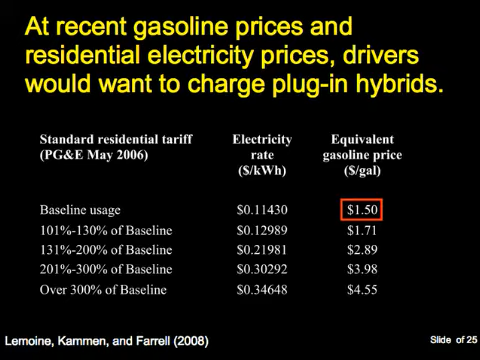 At recent gasoline prices and
residential electricity prices, drivers
would want to charge plug-in hybrids.
Standard residential tariff Electricity Equivalent
(PG&E May 2006) rate gasoline price
($/kWh) ($/gal)
Baseline usage $0.11430 $1.50
101%-130% of Baseline $0.12989 $1.71
131%-200% of Baseline $0.21981 $2.89
201%-300% of Baseline $0.30292 $3.98
Over 300% of Baseline $0.34648 $4.55
Lemoine, Kammen, and Farrell (2008) Slide of 25